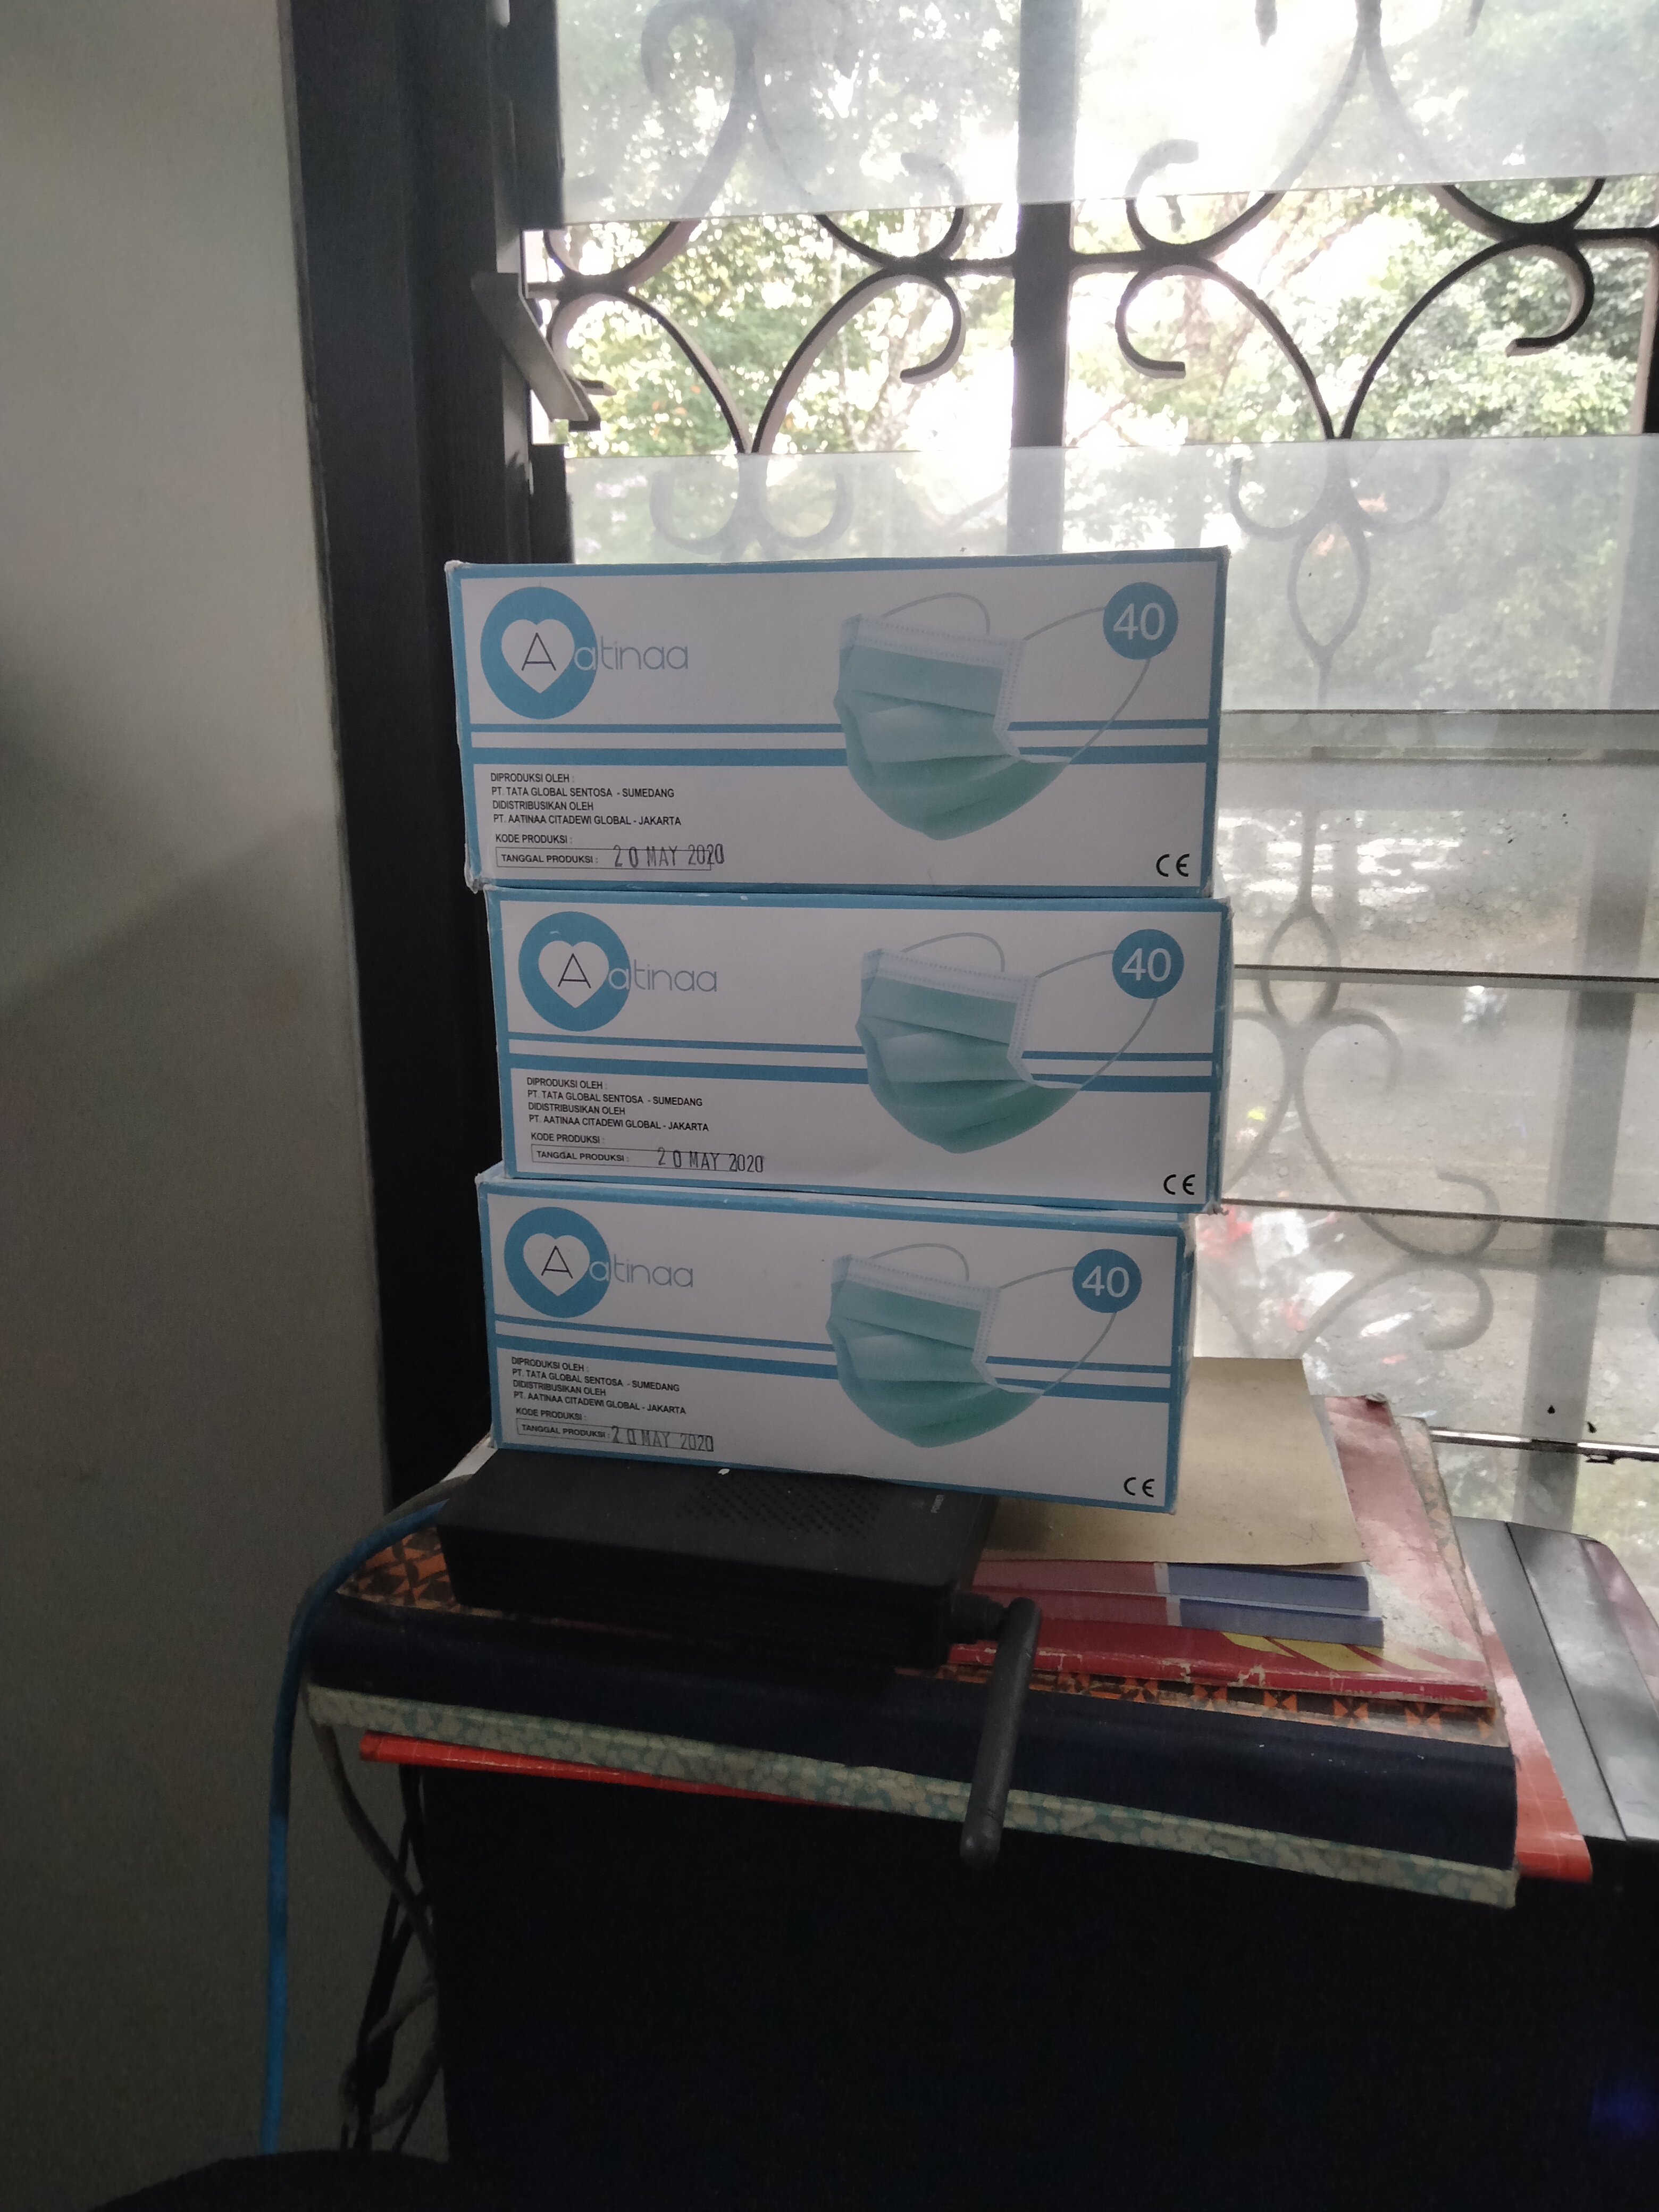 Aatinaa
40
DIPRODUKSI OLEH :
PT. TATA GLOBAL SENTOSA - SUMEDANG
DIDISTRIBUSIKAN OLEH
PT. AATINAA CITADEWI GLOBAL - JAKARTA
KODE PRODUKSI :
TANGGAL PRODUKSI : 20 MAY 2020
CE
Aatinaa
40
DIPRODUKSI OLEH :
PT. TATA GLOBAL SENTOSA - SUMEDANG
DIDISTRIBUSIKAN OLEH
PT. AATINAA CITADEWI GLOBAL - JAKARTA
KODE PRODUKSI :
TANGGAL PRODUKSI : 20 MAY 2020
CE
Aatinaa
40
DIPRODUKSI OLEH :
PT. TATA GLOBAL SENTOSA - SUMEDANG
DIDISTRIBUSIKAN OLEH
PT. AATINAA CITADEWI GLOBAL - JAKARTA
KODE PRODUKSI :
TANGGAL PRODUKSI : 20 MAY 2020
CE
POWER